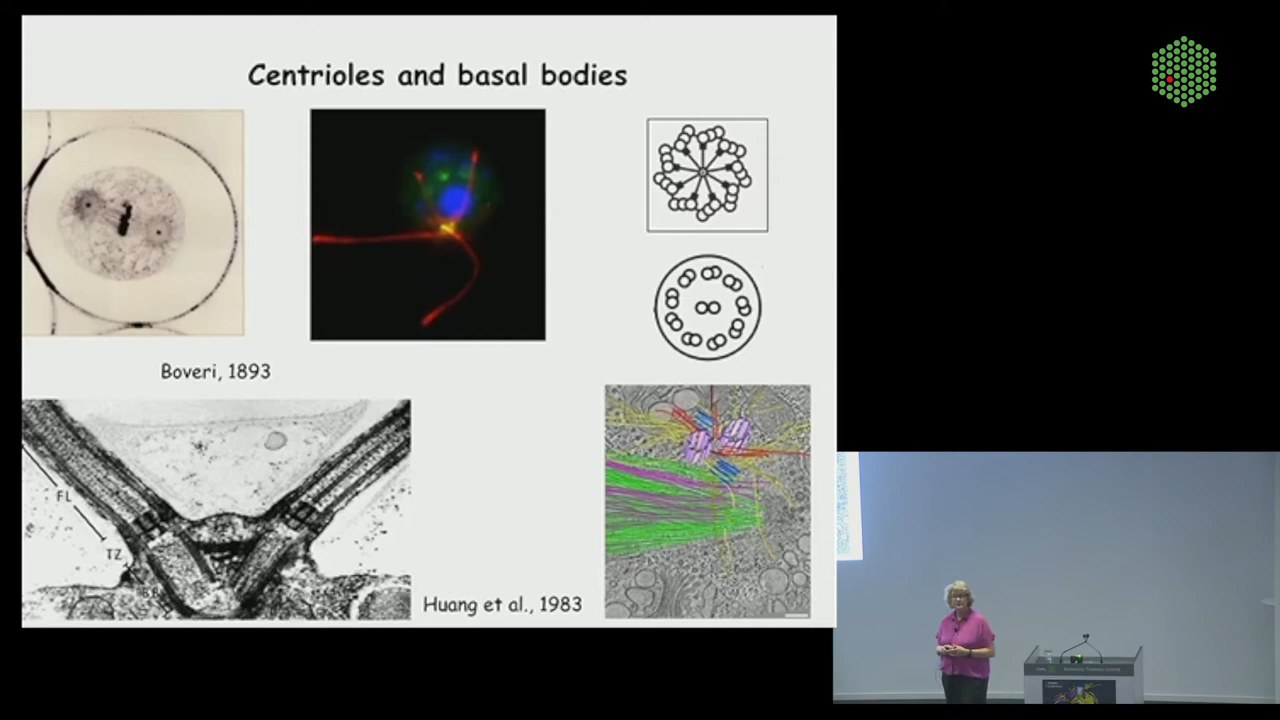 Centrioles and basal bodies
Boveri, 1893
FL
TZ
Huang et al., 1983